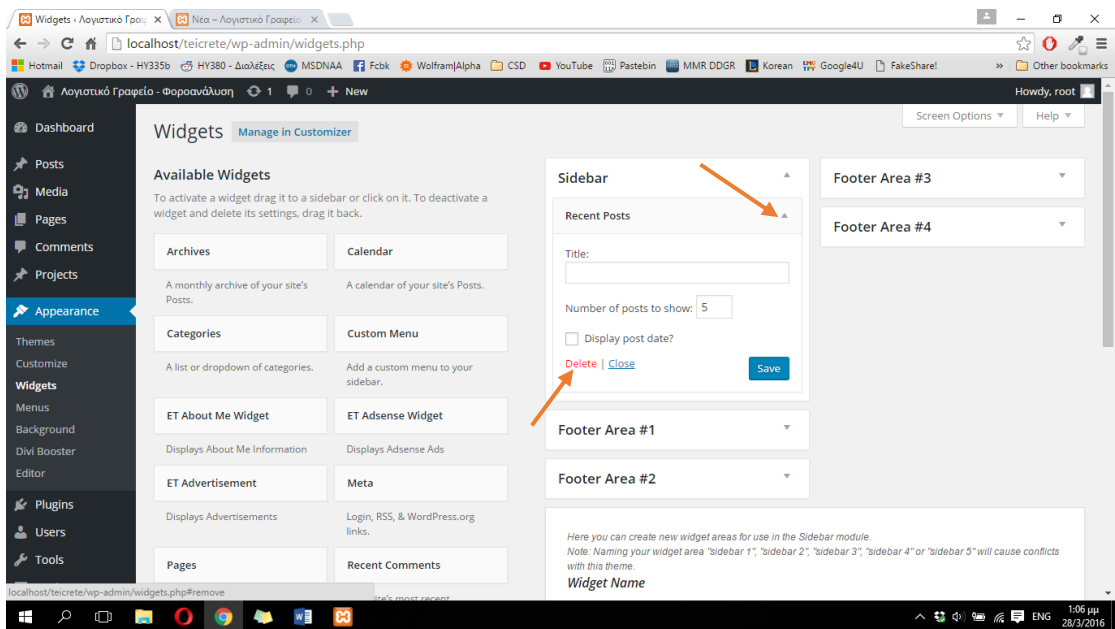 Widgets ‹ Λογιστικό Γρα
Νέα – Λογιστικό Γραφείο
localhost/teicrete/wp-admin/widgets.php
Hotmail
Dropbox - HY335b
HY380 - Διαλέξεις
MSDNAA
Fcbk
Wolfram|Alpha
CSD
YouTube
Pastebin
MMR DDGR
Korean
Google4U
FakeShare!
»
Other bookmarks
Λογιστικό Γραφείο - Φοροανάλυση
1
0
+ New
Howdy, root
Dashboard
Posts
Media
Pages
Comments
Projects
Appearance
Themes
Customize
Widgets
Menus
Background
Divi Booster
Editor
Plugins
Users
Tools
Widgets
Manage in Customizer
Screen Options
Help
Available Widgets
To activate a widget drag it to a sidebar or click on it. To deactivate a
widget and delete its settings, drag it back.
Archives
A monthly archive of your site's
Posts.
Calendar
A calendar of your site's Posts.
Categories
A list or dropdown of categories.
Custom Menu
Add a custom menu to your
sidebar.
ET About Me Widget
Displays About Me Information
ET Adsense Widget
Displays Adsense Ads
ET Advertisement
Displays Advertisements
Meta
Login, RSS, & WordPress.org
links.
Pages
Recent Comments
site's most recent
Sidebar
Recent Posts
Title:
Number of posts to show: 5
Display post date?
Delete | Close
Save
Footer Area #1
Footer Area #2
Footer Area #3
Footer Area #4
Here you can create new widget areas for use in the Sidebar module.
Note: Naming your widget area "sidebar 1", "sidebar 2", "sidebar 3", "sidebar 4" or "sidebar 5" will cause conflicts
with this theme.
Widget Name
localhost/teicrete/wp-admin/widgets.php#remove
ENG
1:06 μμ
28/3/2016